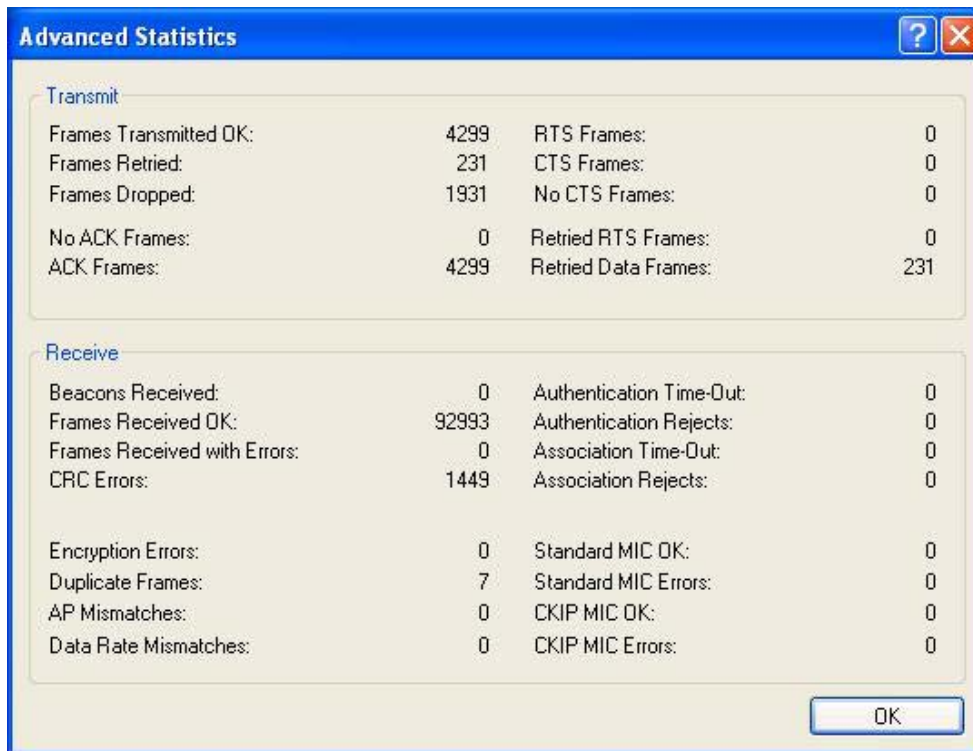 Advanced Statistics
Transmit
Frames Transmitted OK: 4299 RTS Frames: 0
Frames Retried: 231 CTS Frames: 0
Frames Dropped: 1931 No CTS Frames: 0
No ACK Frames: 0 Retried RTS Frames: 0
ACK Frames: 4299 Retried Data Frames: 231
Receive
Beacons Received: 0 Authentication Time-Out: 0
Frames Received OK: 92993 Authentication Rejects: 0
Frames Received with Errors: 0 Association Time-Out: 0
CRC Errors: 1449 Association Rejects: 0
Encryption Errors: 0 Standard MIC OK: 0
Duplicate Frames: 7 Standard MIC Errors: 0
AP Mismatches: 0 CKIP MIC OK: 0
Data Rate Mismatches: 0 CKIP MIC Errors: 0
OK